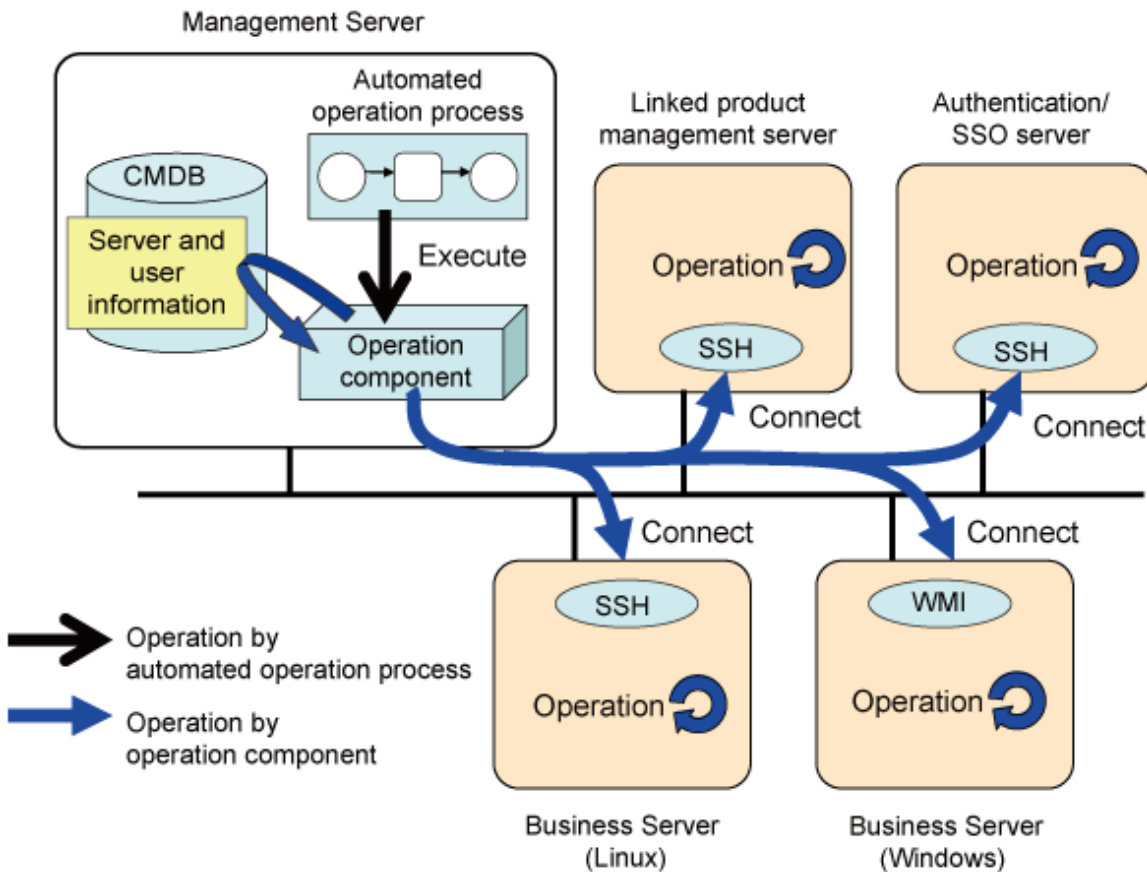 Management Server
Automated
operation process
CMDB
Server and
user
information
Execute
Operation
component
Linked product
management server
Operation
SSH
Connect
Authentication/
SSO server
Operation
SSH
Connect
Connect
SSH
Operation
Business Server
(Linux)
Connect
WMI
Operation
Business Server
(Windows)
Operation by
automated operation process
Operation by
operation component